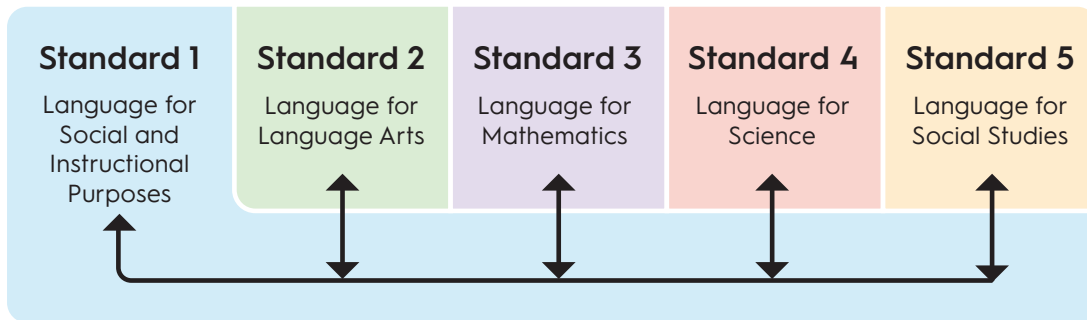 Standard 1
Language for
Social and
Instructional
Purposes
Standard 2
Language for
Language Arts
Standard 3
Language for
Mathematics
Standard 4
Language for
Science
Standard 5
Language for
Social Studies